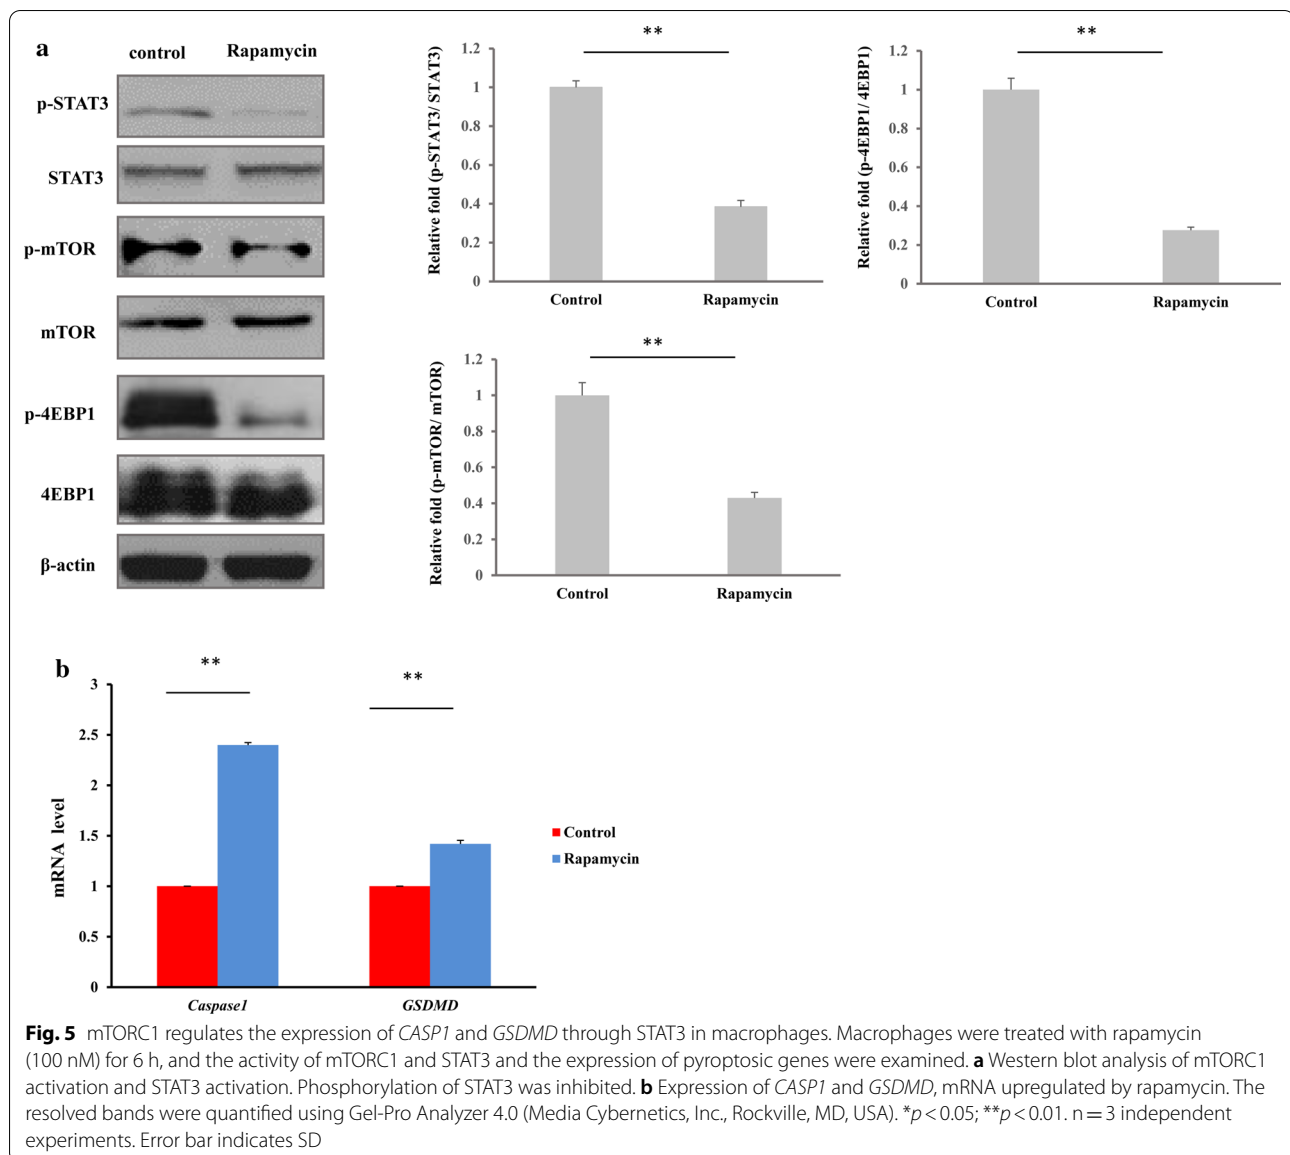 a
control Rapamycin
p-STAT3
STAT3
p-mTOR
mTOR
p-4EBP1
4EBP1
β-actin
**
Relative fold (p-STAT3/ STAT3)
1.2
1
0.8
0.6
0.4
0.2
0
Control Rapamycin
**
Relative fold (p-4EBP1/ 4EBP1)
1.2
1
0.8
0.6
0.4
0.2
0
Control Rapamycin
**
Relative fold (p-mTOR/ mTOR)
1.2
1
0.8
0.6
0.4
0.2
0
Control Rapamycin
b
** **
mRNA level
3
2.5
2
1.5
1
0.5
0
Caspase1 GSDMD
Control
Rapamycin
Fig. 5 mTORC1 regulates the expression of CASP1 and GSDMD through STAT3 in macrophages. Macrophages were treated with rapamycin
(100 nM) for 6 h, and the activity of mTORC1 and STAT3 and the expression of pyroptosic genes were examined. a Western blot analysis of mTORC1
activation and STAT3 activation. Phosphorylation of STAT3 was inhibited. b Expression of CASP1 and GSDMD, mRNA upregulated by rapamycin. The
resolved bands were quantified using Gel-Pro Analyzer 4.0 (Media Cybernetics, Inc., Rockville, MD, USA). *p < 0.05; **p < 0.01. n = 3 independent
experiments. Error bar indicates SD